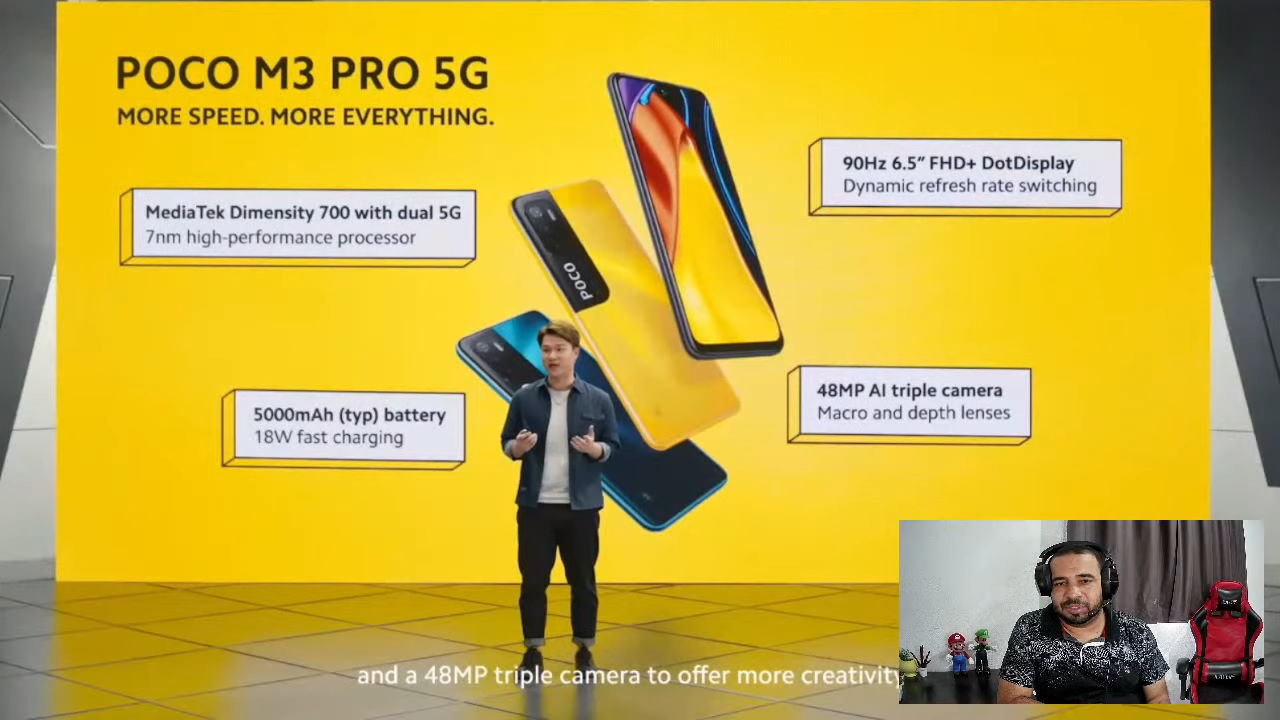 POCO M3 PRO 5G
MORE SPEED. MORE EVERYTHING.
90Hz 6.5” FHD+ DotDisplay
Dynamic refresh rate switching
MediaTek Dimensity 700 with dual 5G
7nm high-performance processor
POCO
48MP AI triple camera
Macro and depth lenses
5000mAh (typ) battery
18W fast charging
and a 48MP triple camera to offer more creativity